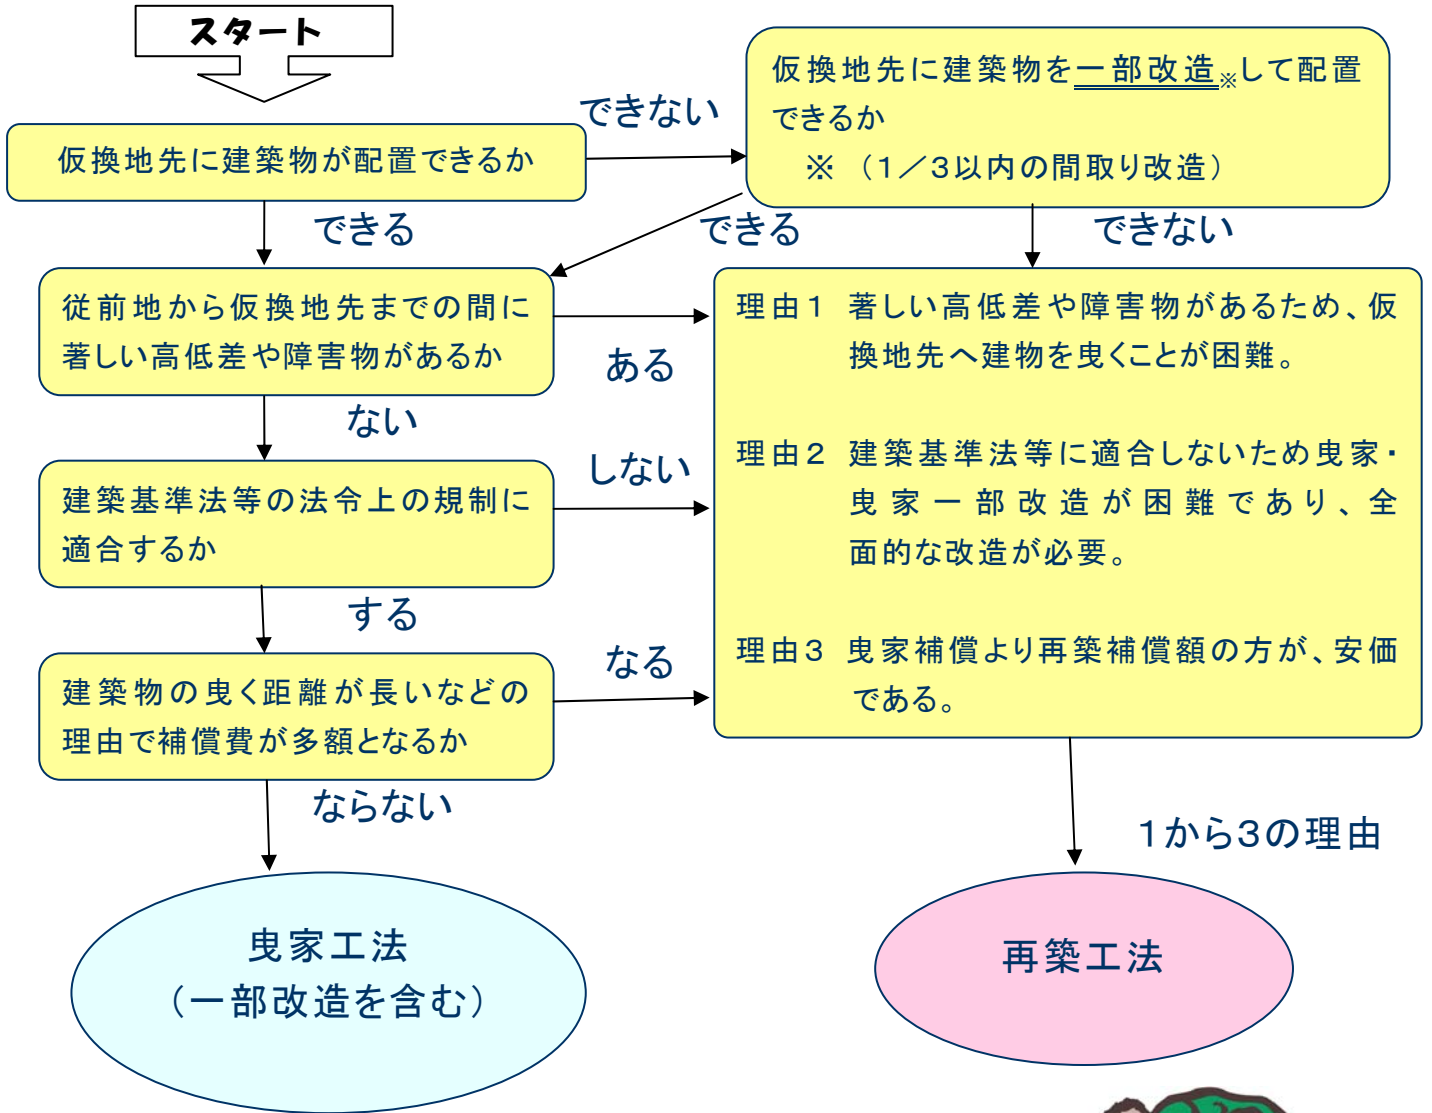 スタート
仮換地先に建築物が配置できるか
できない
仮換地先に建築物を一部改造※して配置
できるか
※（1／3以内の間取り改造）
できる
できる
できない
従前地から仮換地先までの間に
著しい高低差や障害物があるか
ある
ない
建築基準法等の法令上の規制に
適合するか
しない
する
建築物の曳く距離が長いなどの
理由で補償費が多額となるか
なる
ならない
理由1 著しい高低差や障害物があるため、仮
換地先へ建物を曳くことが困難。
理由2 建築基準法等に適合しないため曳家・
曳家一部改造が困難であり、全
面的な改造が必要。
理由3 曳家補償より再築補償額の方が、安価
である。
1から3の理由
曳家工法
（一部改造を含む）
再築工法